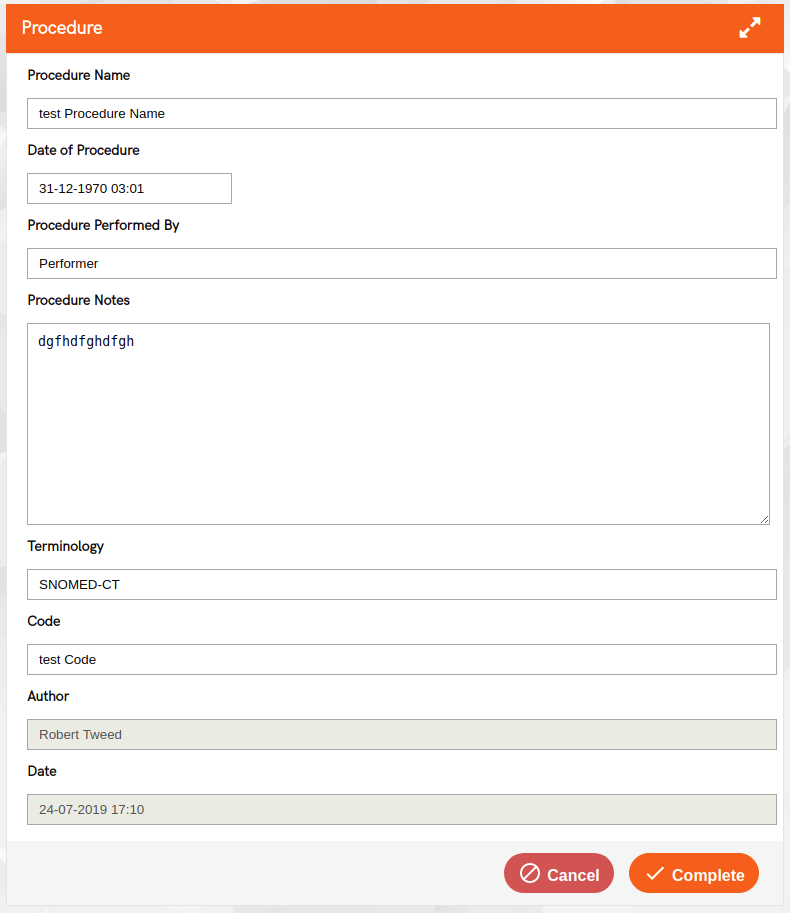 Procedure
Procedure Name
test Procedure Name
Date of Procedure
31-12-1970 03:01
Procedure Performed By
Performer
Procedure Notes
dgfhdfghdfgh
Terminology
SNOMED-CT
Code
test Code
Author
Robert Tweed
Date
24-07-2019 17:10
Cancel Complete